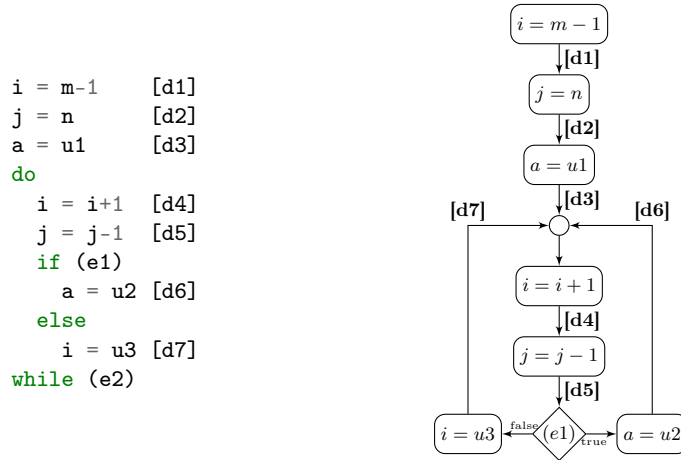 i = m-1 [d1]
j = n [d2]
a = u1 [d3]
do
i = i+1 [d4]
j = j-1 [d5]
if (e1)
a = u2 [d6]
else
i = u3 [d7]
while (e2)
i = m − 1
[d1]
j = n
[d2]
a = u1
[d3]
[d7]
[d6]
i = i + 1
[d4]
j = j − 1
[d5]
i = u3
false
(e1)
true
a = u2